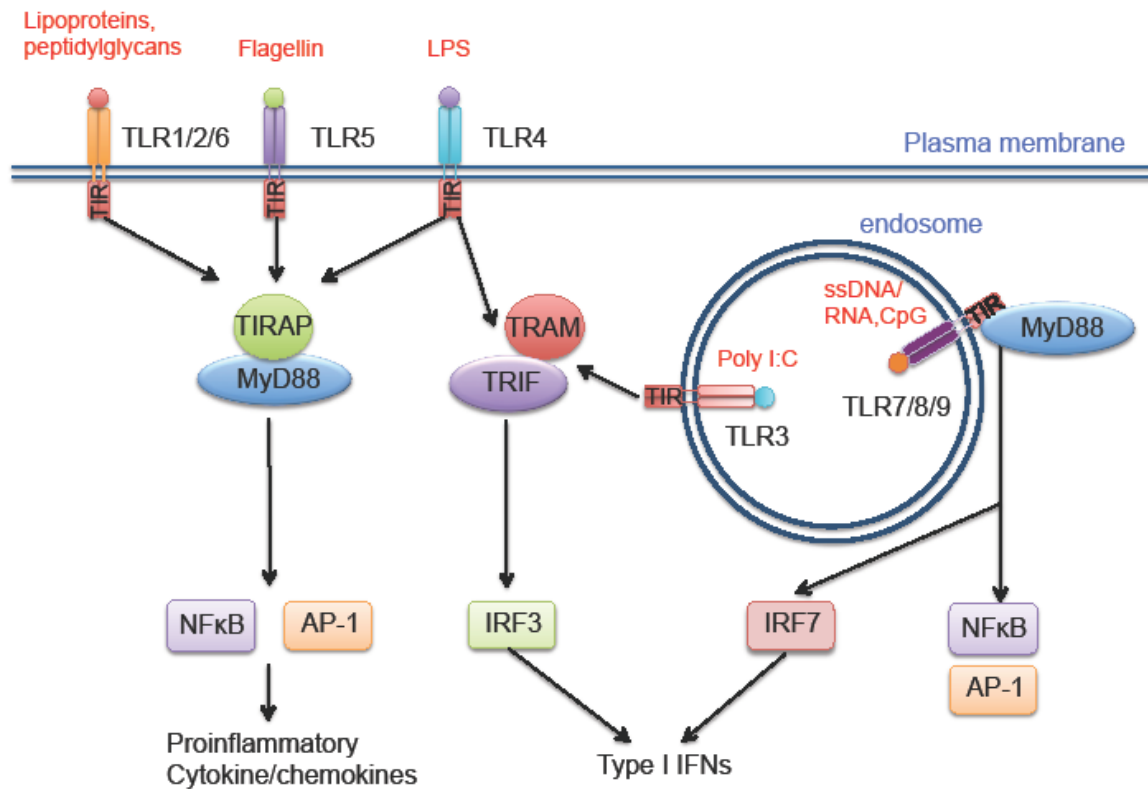 Lipoproteins,
peptidylglycans
Flagellin
LPS
TLR1/2/6
TLR5
TLR4
Plasma membrane
TIR
TIR
TIR
endosome
ssDNA/
RNA,CpG
TIR
MyD88
TIRAP
MyD88
TRAM
TRIF
Poly I:C
TIR
TLR3
TLR7/8/9
NFκB
AP-1
IRF3
IRF7
NFκB
AP-1
Proinflammatory
Cytokine/chemokines
Type I IFNs